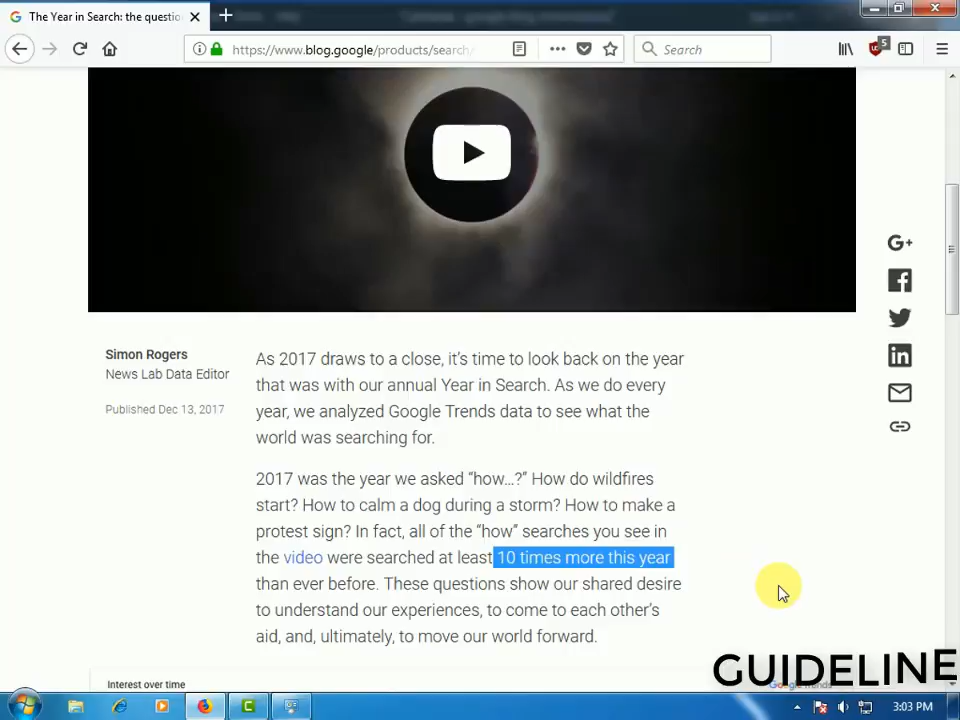 The Year in Search: the questio
https://www.blog.google/products/search/
Search
5
Simon Rogers
News Lab Data Editor
Published Dec 13, 2017
As 2017 draws to a close, it's time to look back on the year
that was with our annual Year in Search. As we do every
year, we analyzed Google Trends data to see what the
world was searching for.
2017 was the year we asked “how…?” How do wildfires
start? How to calm a dog during a storm? How to make a
protest sign? In fact, all of the “how” searches you see in
the video were searched at least 10 times more this year
than ever before. These questions show our shared desire
to understand our experiences, to come to each other's
aid, and, ultimately, to move our world forward.
G+
in
Interest over time
Google Trends
GUIDELINE
3:03 PM